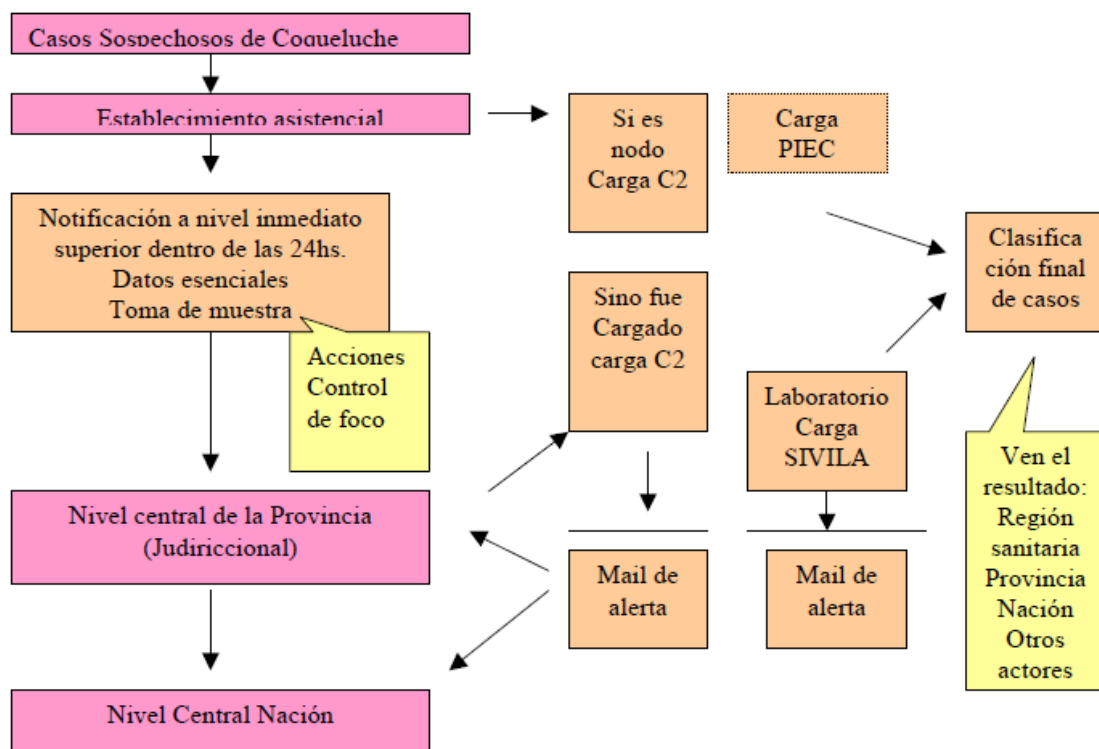 Casos Sospechosos de Coqueluche
Establecimiento asistencial
Si es
nodo
Carga C2
Carga
PIEC
Notificación a nivel inmediato
superior dentro de las 24hs.
Datos esenciales
Toma de muestra
Acciones
Control
de foco
Sino fue
Cargado
carga C2
Laboratorio
Carga
SIVILA
Clasifica
ción final
de casos
Ven el
resultado:
Región
sanitaria
Provincia
Nación
Otros
actores
Nivel central de la Provincia
(Judiriccional)
Mail de
alerta
Mail de
alerta
Nivel Central Nación